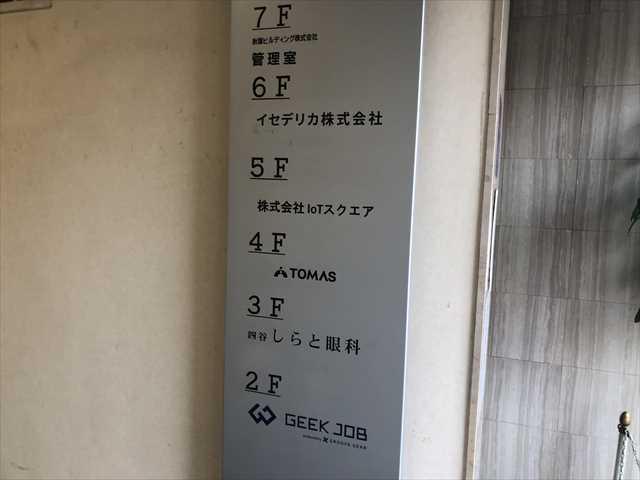 7F
管理室
6F
イセデリカ株式会社
5F
株式会社 IoTスクエア
4F
TOMAS
3F
四谷 しらと眼科
2F
GEEK JOB